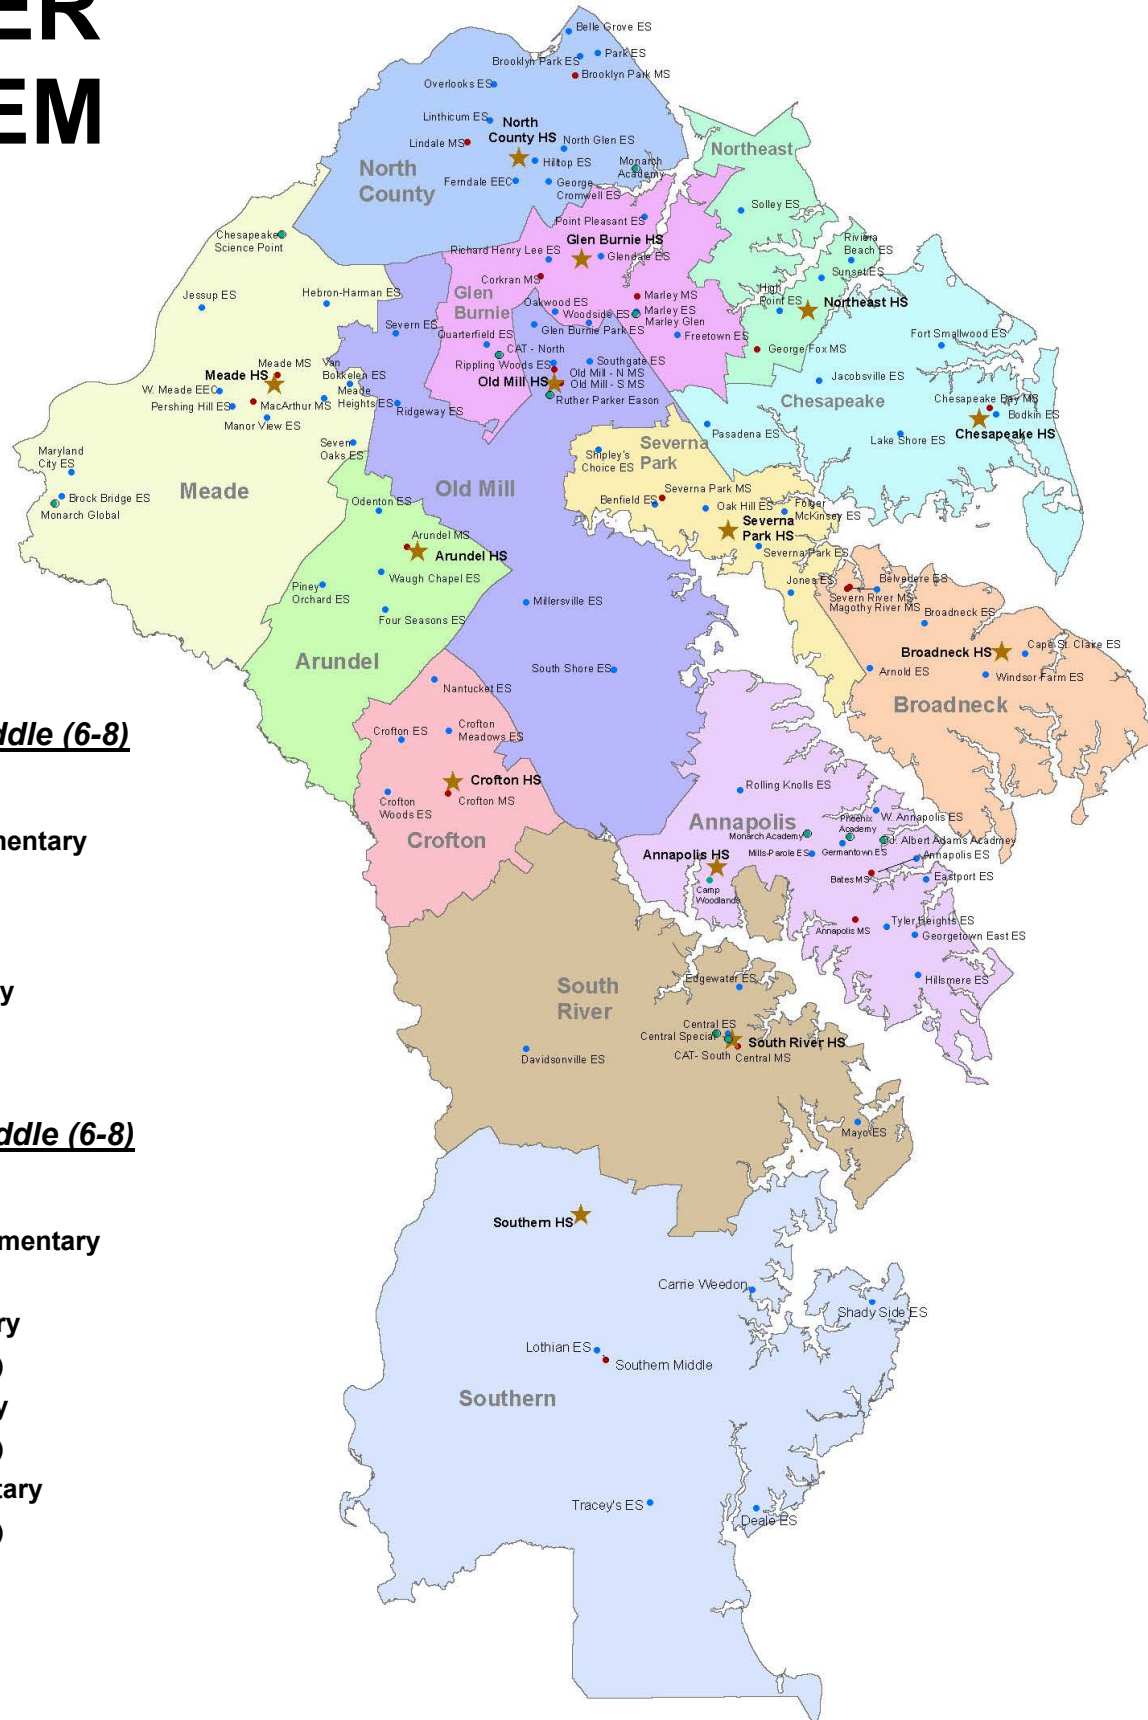 ER
EM
ddle (6-8)
nentary
y
ddle (6-8)
mentary
ry
)
y
)
tary
)
Belle Grove ES
Park ES
Brooklyn Park ES
Brooklyn Park MS
Overlooks ES
Linthicum ES
North
County HS
Lindale MS
North Glen ES
Hilltop ES
Monarch
Academy
North
County
Ferndale EEC
George
Cromwell ES
Northeast
Solley ES
Point Pleasant ES
Glen Burnie HS
Chesapeake
Science Point
Richard Henry Lee ES
Glendale ES
Riviera
Beach ES
Corkran MS
Sunset ES
Jessup ES
Hebron-Harman ES
Glen
Burnie
Oakwood ES
Marley MS
High
Point ES
Northeast HS
Woodside ES
Marley ES
Marley Glen
Severn ES
Glen Burnie Park ES
Quarterfield ES
Freetown ES
Fort Smallwood ES
CAT - North
George Fox MS
Meade MS
Van
Bokkelen ES
Rippling Woods ES
Southgate ES
Meade HS
Old Mill - N MS
Old Mill HS
Old Mill - S MS
Jacobsville ES
W. Meade EEC
Meade
Heights ES
Ruther Parker Eason
Chesapeake
Chesapeake Bay MS
Pershing Hill ES
MacArthur MS
Ridgeway ES
Bodkin ES
Manor View ES
Pasadena ES
Chesapeake HS
Lake Shore ES
Seven
Oaks ES
Severna
Park
Shipley's
Choice ES
Maryland
City ES
Meade
Old Mill
Severna Park MS
Brock Bridge ES
Benfield ES
Oak Hill ES
Folger
McKinsey ES
Monarch Global
Odenton ES
Severna
Park HS
Arundel MS
Arundel HS
Severna Park ES
Waugh Chapel ES
Piney
Orchard ES
Jones ES
Belvedere ES
Severn River MS
Magothy River MS
Millersville ES
Four Seasons ES
Broadneck ES
Arundel
Broadneck HS
Cape St. Claire ES
South Shore ES
Arnold ES
Windsor Farm ES
Nantucket ES
Broadneck
Crofton ES
Crofton
Meadows ES
Crofton HS
Rolling Knolls ES
Crofton
Woods ES
Crofton MS
Annapolis
Phoenix
Academy
W. Annapolis ES
Crofton
Monarch Academy
J. Albert Adams Acadmey
Annapolis HS
Mills-Parole ES
Germantown ES
Annapolis ES
Bates MS
Eastport ES
Camp
Woodlands
Annapolis MS
Tyler Heights ES
Georgetown East ES
South
River
Edgewater ES
Hillsmere ES
Central ES
Central Special
South River HS
CAT- South
Central MS
Davidsonville ES
Mayo ES
Southern HS
Carrie Weedon
Shady Side ES
Lothian ES
Southern Middle
Southern
Tracey's ES
Deale ES